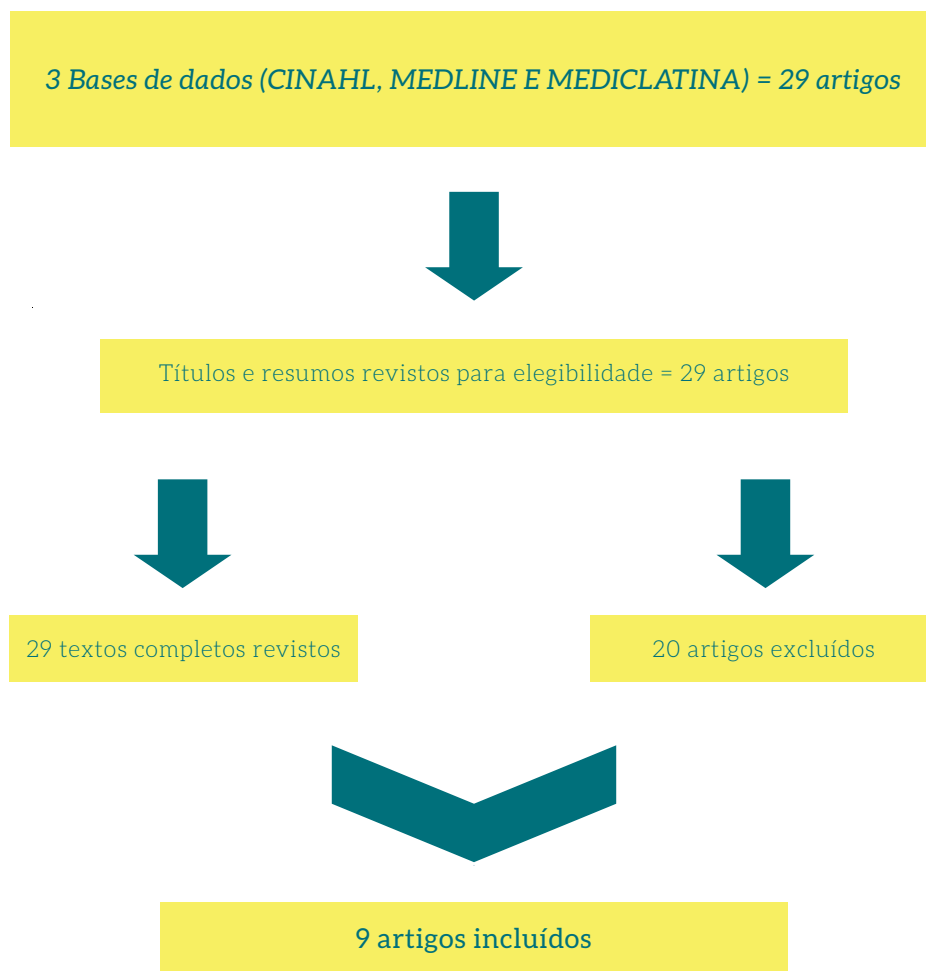 3 Bases de dados (CINAHL, MEDLINE E MEDICLATINA) = 29 artigos
Títulos e resumos revistos para elegibilidade = 29 artigos
29 textos completos revistos
20 artigos excluídos
9 artigos incluídos